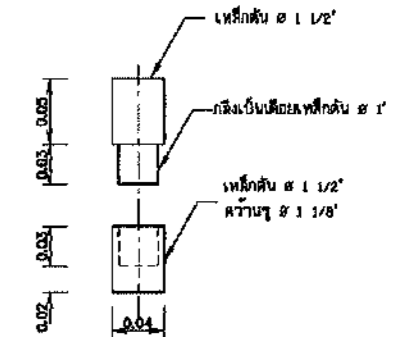 เหล็กตัน ø 1 1/2"
กลึงเป็นเดือยเหล็กตัน ø 1"
เหล็กตัน ø 1 1/2"
คว้านรู ø 1 1/8"
0.05
0.03
0.03
0.02
0.04